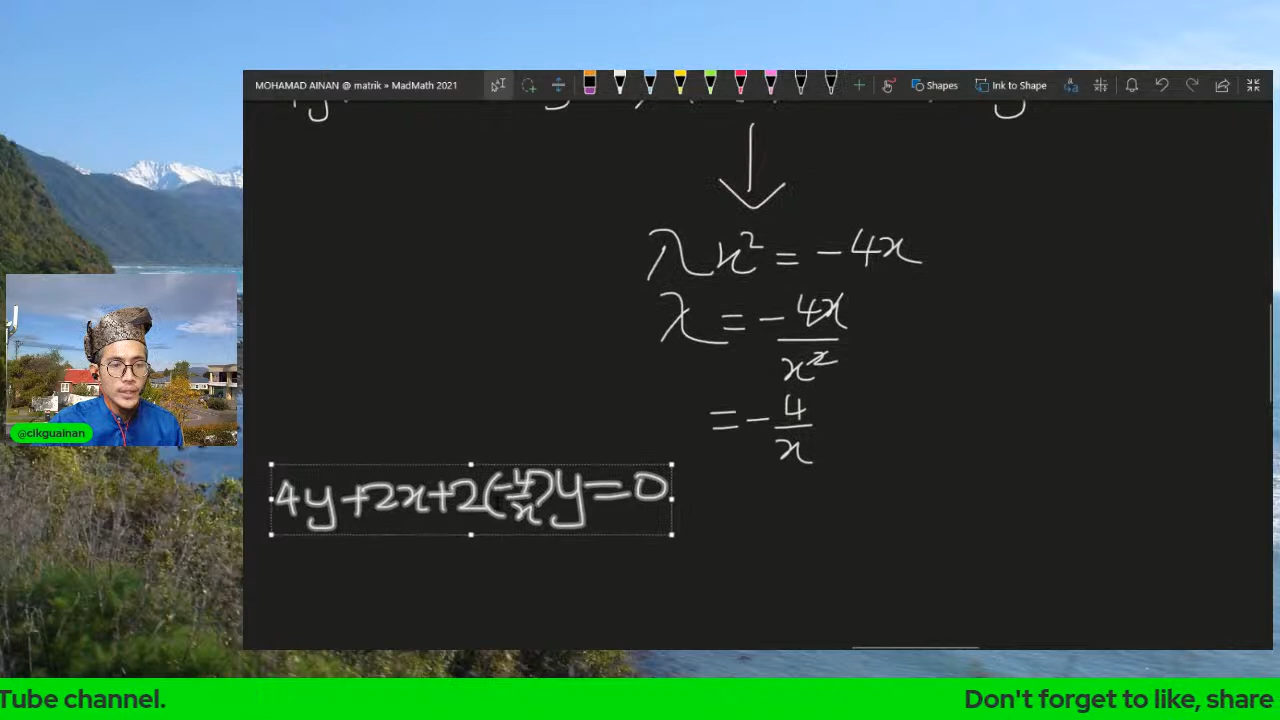 MOHAMAD AINAN @ matrik » MadMath 2021
Shapes
Ink to Shape
λx² = -4x
λ = -4x/x²
= -4/x
@cikguainan
4y+2x+2(-4/x)y=0
Tube channel.
Don't forget to like, share